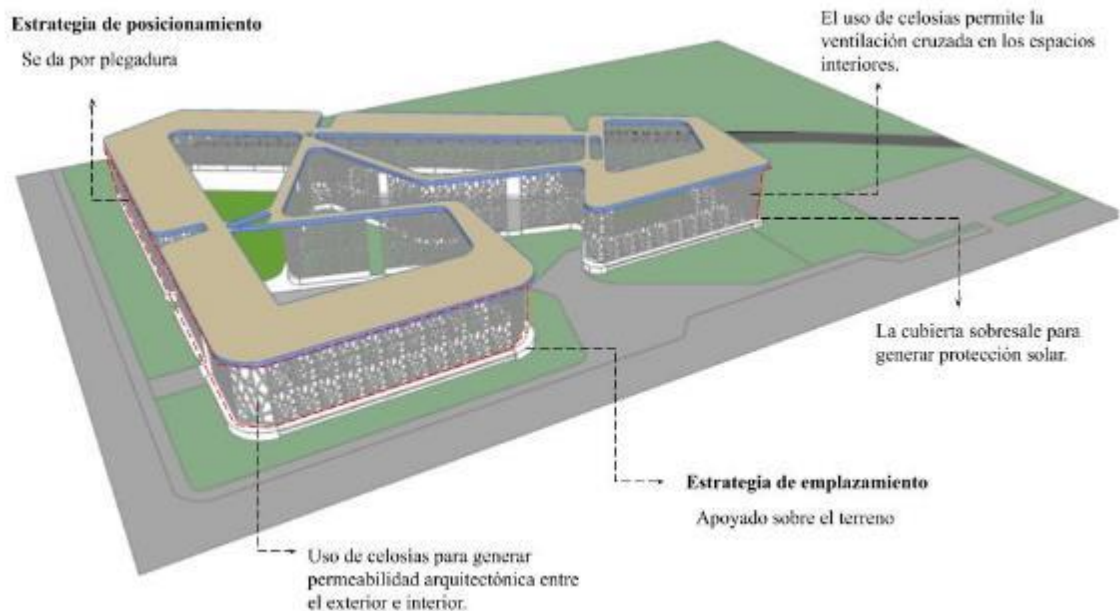 Estrategia de posicionamiento
Se da por plegadura
El uso de celosías permite la
ventilación cruzada en los espacios
interiores.
La cubierta sobresale para
generar protección solar.
Estrategia de emplazamiento
Apoyado sobre el terreno
Uso de celosías para generar
permeabilidad arquitectónica entre
el exterior e interior.